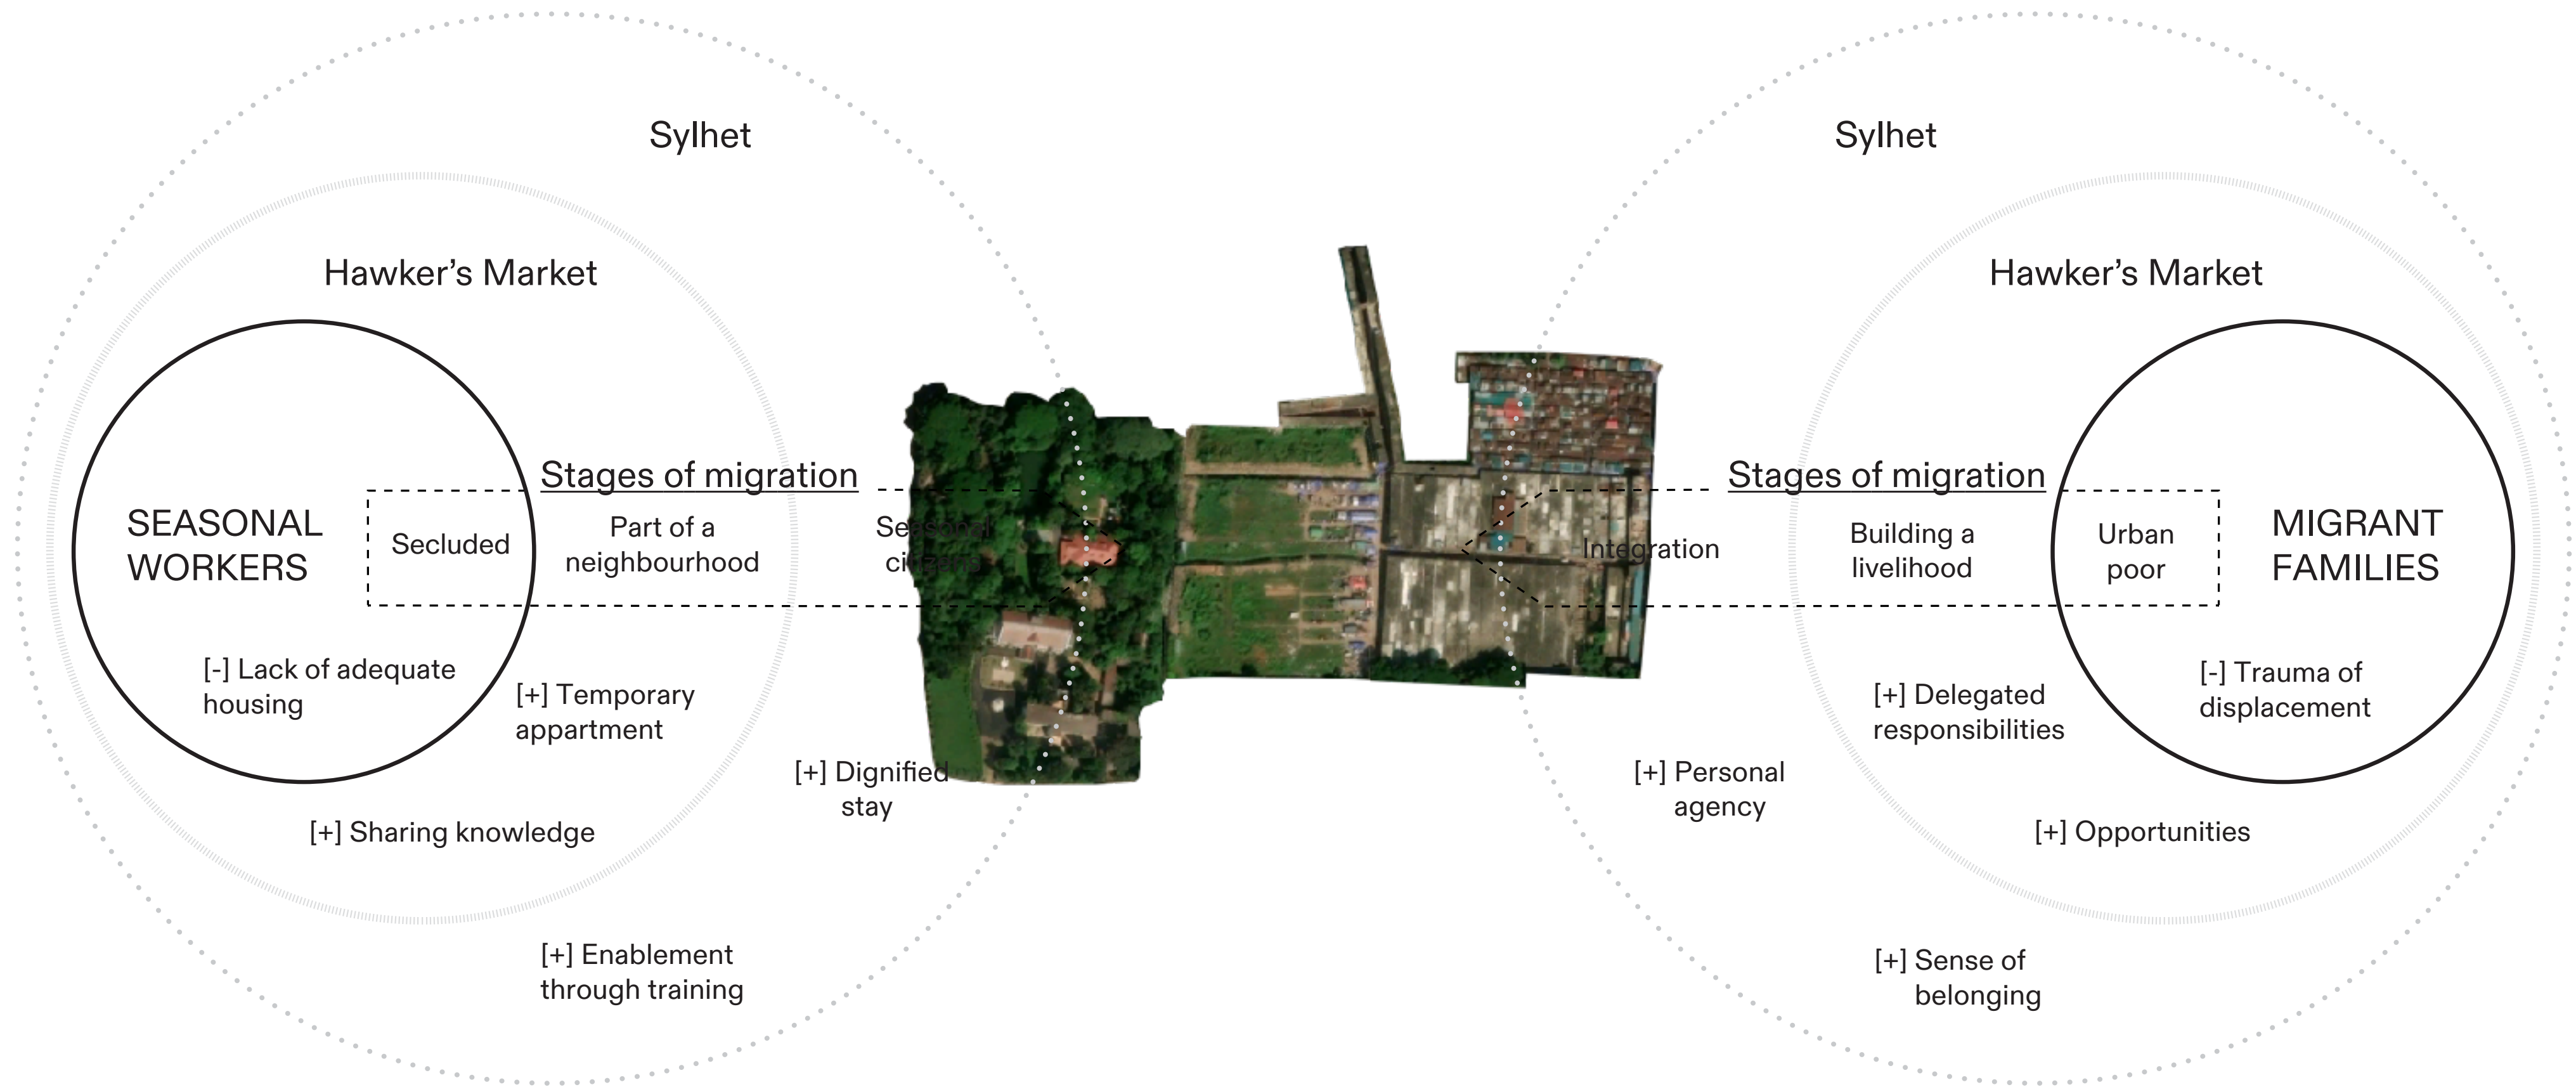 Sylhet
Hawker's Market
Stages of migration
SEASONAL
WORKERS
Secluded
Part of a
neighbourhood
Seasonal
citizens
[-] Lack of adequate
housing
[+] Temporary
appartment
[+] Dignified
stay
[+] Sharing knowledge
[+] Enablement
through training
Sylhet
Hawker's Market
Stages of migration
Integration
Building a
livelihood
Urban
poor
MIGRANT
FAMILIES
[-] Trauma of
displacement
[+] Delegated
responsibilities
[+] Personal
agency
[+] Opportunities
[+] Sense of
belonging